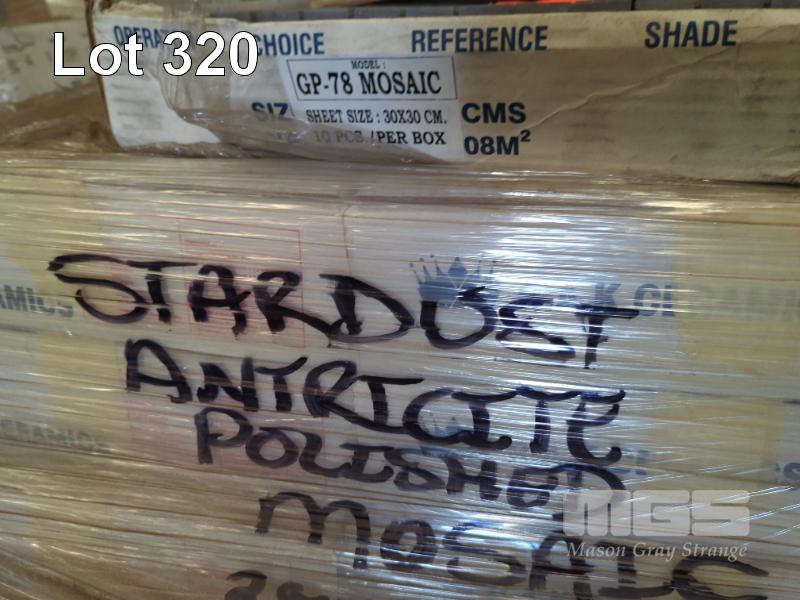 Lot 320
CHOICE REFERENCE SHADE
MODEL :
GP-78 MOSAIC
SHEET SIZE : 30X30 CM. CMS
10 PCS./PER BOX 08M²
STARDUST
ANTRICITE
POLISHED
MOSAIC
MGS
Mason Gray Strange